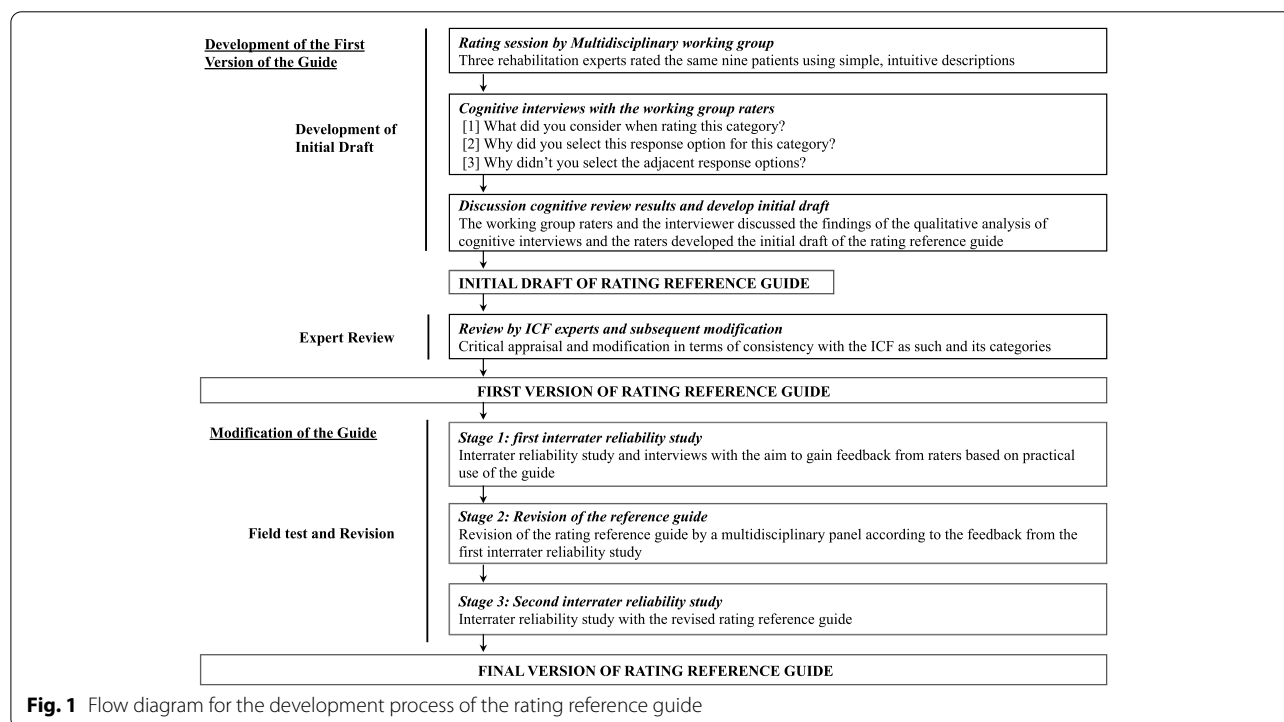 Development of the First
Version of the Guide
Rating session by Multidisciplinary working group
Three rehabilitation experts rated the same nine patients using simple, intuitive descriptions
Development of
Initial Draft
Cognitive interviews with the working group raters
[1] What did you consider when rating this category?
[2] Why did you select this response option for this category?
[3] Why didn't you select the adjacent response options?
Discussion cognitive review results and develop initial draft
The working group raters and the interviewer discussed the findings of the qualitative analysis of
cognitive interviews and the raters developed the initial draft of the rating reference guide
INITIAL DRAFT OF RATING REFERENCE GUIDE
Expert Review
Review by ICF experts and subsequent modification
Critical appraisal and modification in terms of consistency with the ICF as such and its categories
FIRST VERSION OF RATING REFERENCE GUIDE
Modification of the Guide
Stage 1: first interrater reliability study
Interrater reliability study and interviews with the aim to gain feedback from raters based on practical
use of the guide
Field test and Revision
Stage 2: Revision of the reference guide
Revision of the rating reference guide by a multidisciplinary panel according to the feedback from the
first interrater reliability study
Stage 3: Second interrater reliability study
Interrater reliability study with the revised rating reference guide
FINAL VERSION OF RATING REFERENCE GUIDE
Fig. 1 Flow diagram for the development process of the rating reference guide